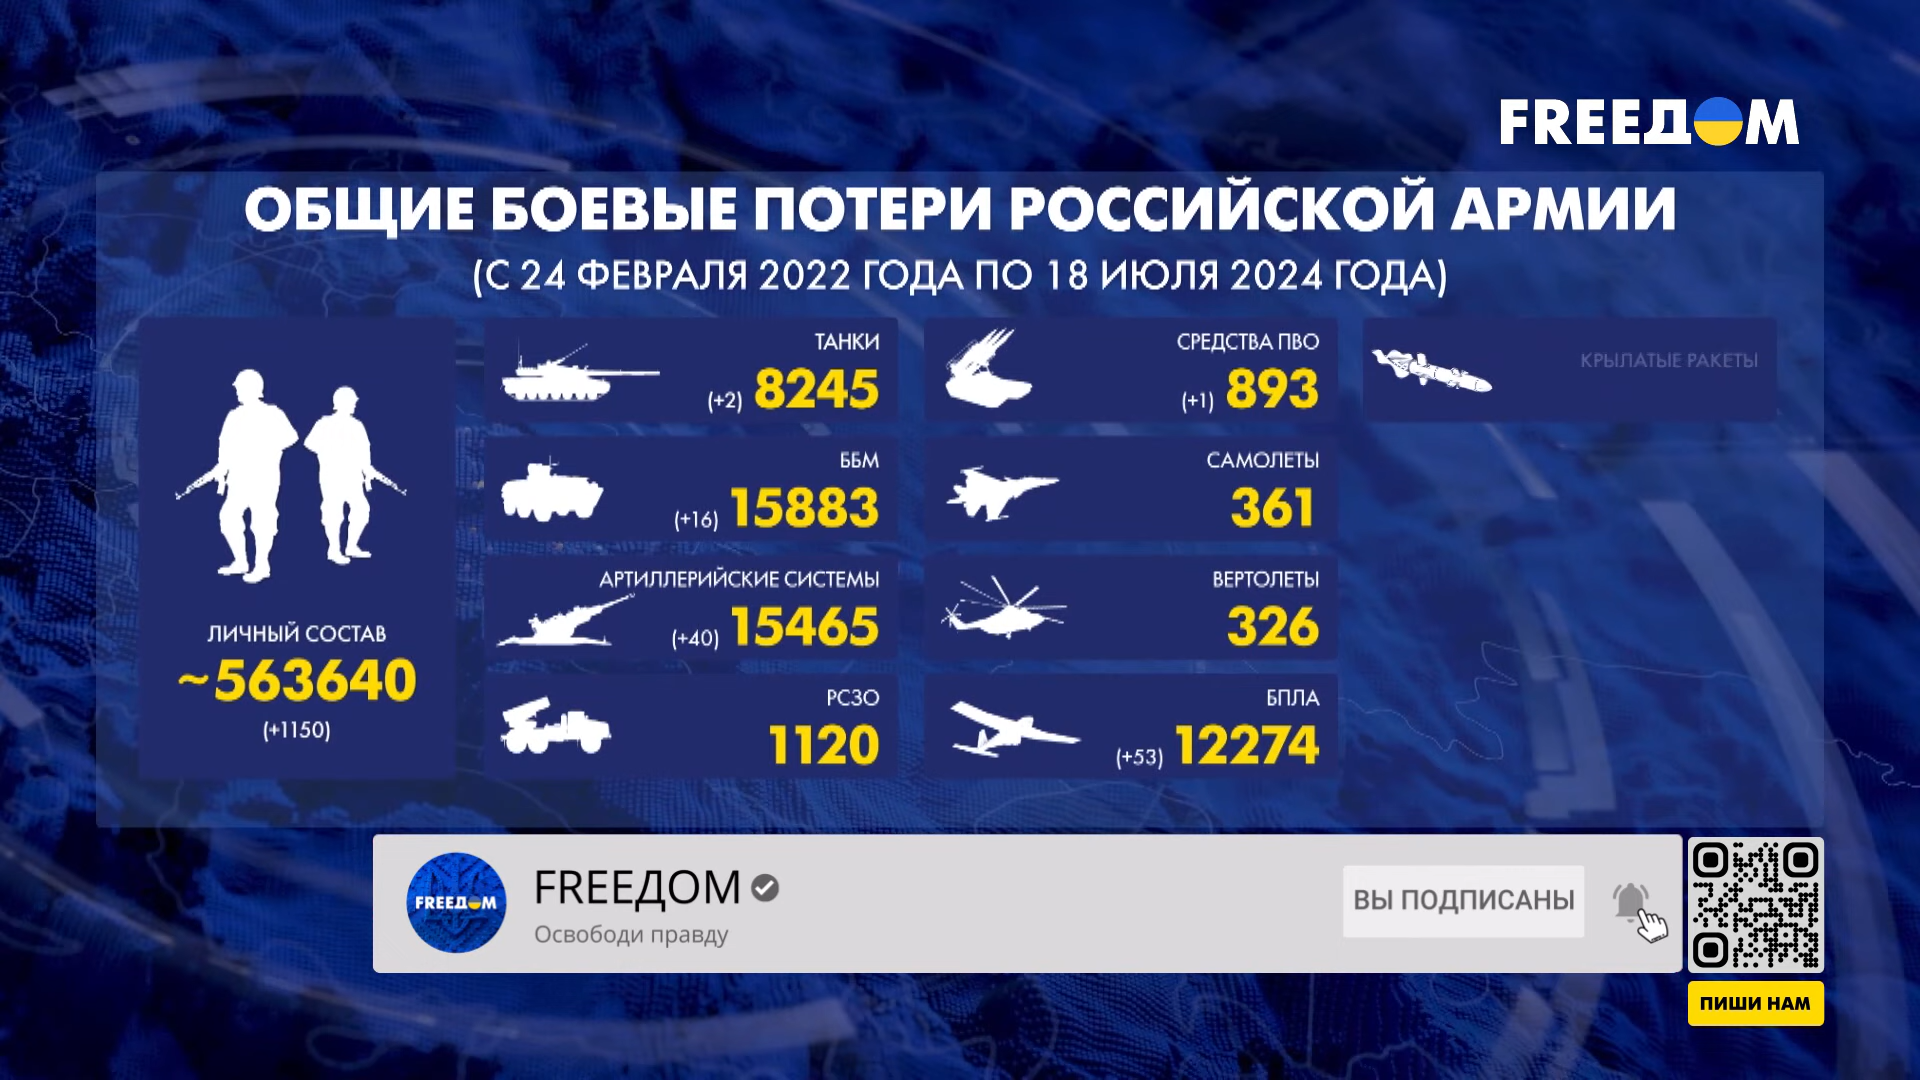 FREEДOM
ОБЩИЕ БОЕВЫЕ ПОТЕРИ РОССИЙСКОЙ АРМИИ
(С 24 ФЕВРАЛЯ 2022 ГОДА ПО 18 ИЮЛЯ 2024 ГОДА)
ЛИЧНЫЙ СОСТАВ
~563640
(+1150)
ТАНКИ
(+2) 8245
ББМ
(+16) 15883
АРТИЛЛЕРИЙСКИЕ СИСТЕМЫ
(+40) 15465
РСЗО
1120
СРЕДСТВА ПВО
(+1) 893
САМОЛЕТЫ
361
ВЕРТОЛЕТЫ
326
БПЛА
(+53) 12274
КРЫЛАТЫЕ РАКЕТЫ
FREEДOM
FREEДОМ
Освободи правду
ВЫ ПОДПИСАНЫ
ПИШИ НАМ